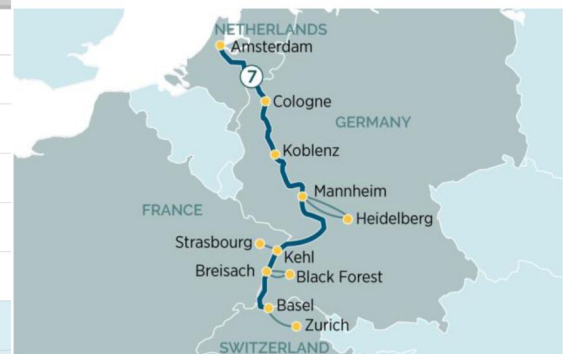 NETHERLANDS
Amsterdam
7
Cologne
GERMANY
Koblenz
Mannheim
FRANCE
Heidelberg
Strasbourg
Kehl
Breisach
Black Forest
Basel
Zurich
SWITZERLAND